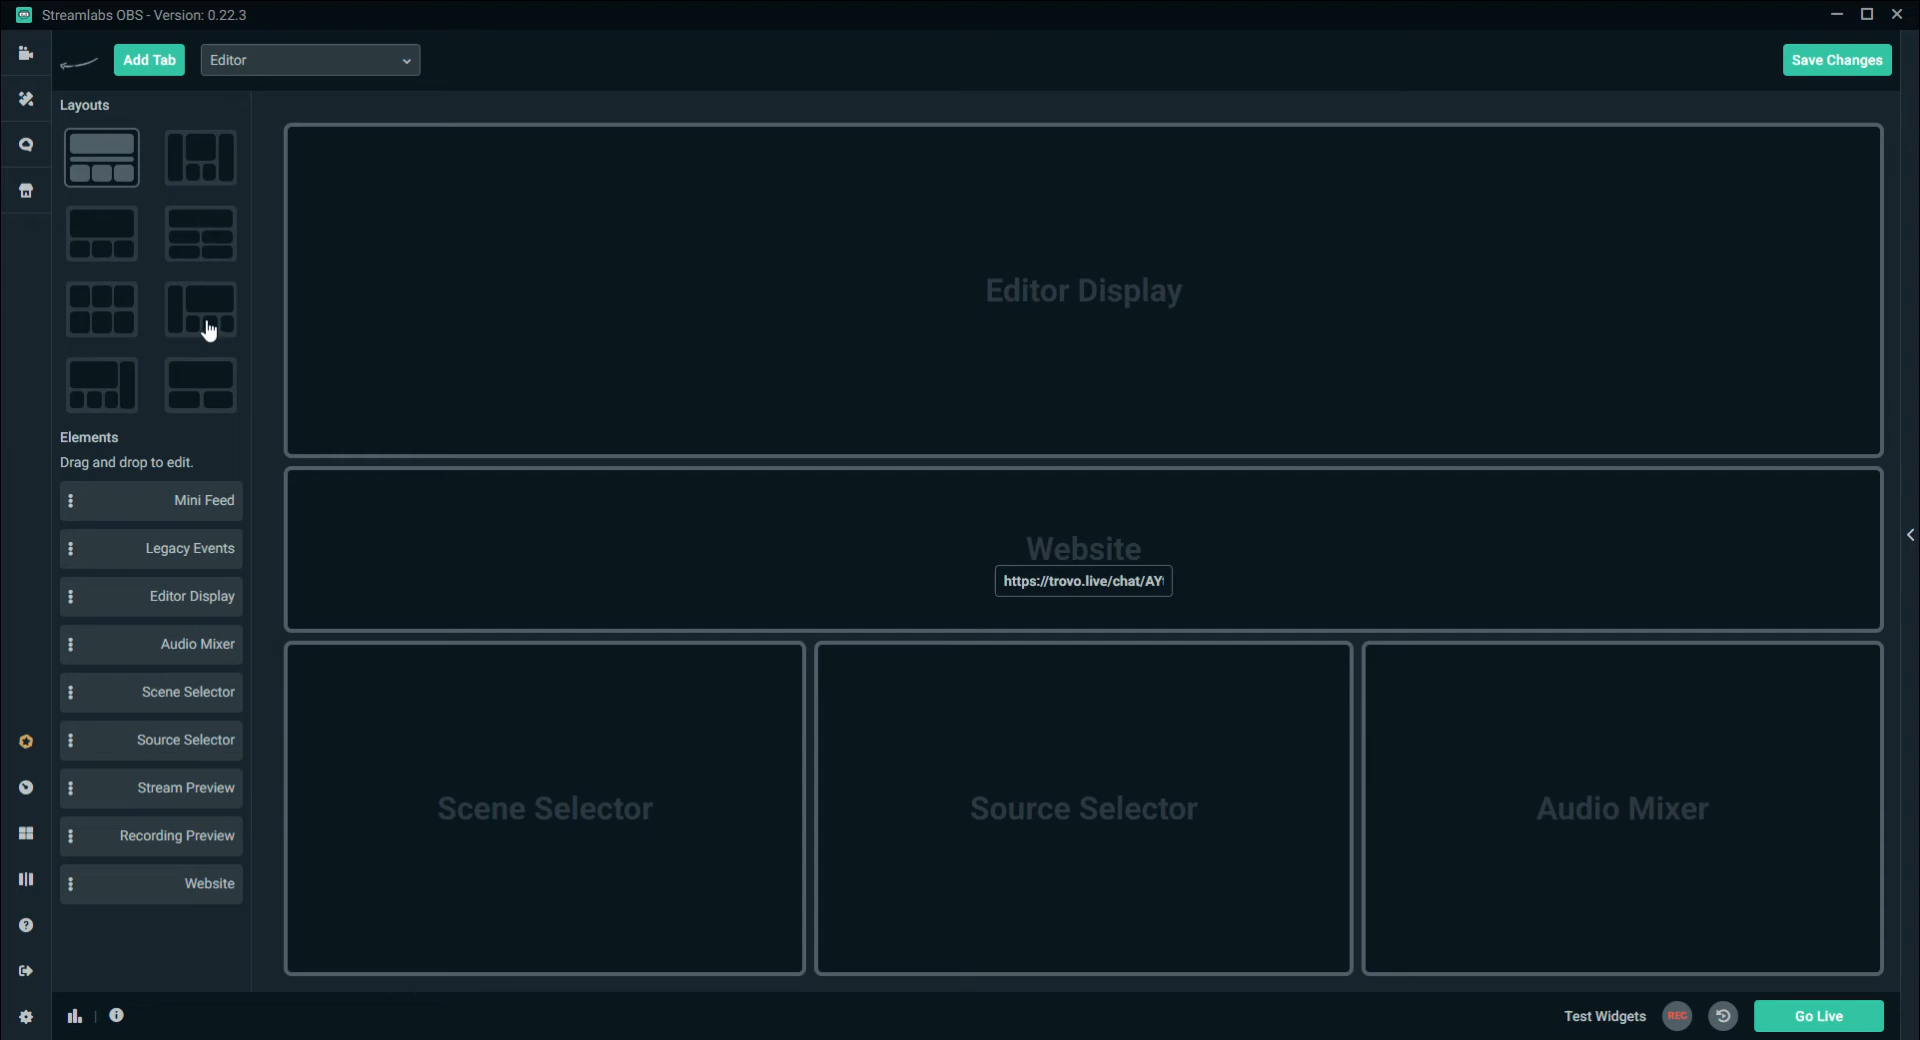 Streamlabs OBS - Version: 0.22.3
Add Tab
Editor
Save Changes
Layouts
Elements
Drag and drop to edit.
Mini Feed
Legacy Events
Editor Display
Audio Mixer
Scene Selector
Source Selector
Stream Preview
Recording Preview
Website
Editor Display
Website
https://trovo.live/chat/AY
Scene Selector
Source Selector
Audio Mixer
Test Widgets
REC
Go Live